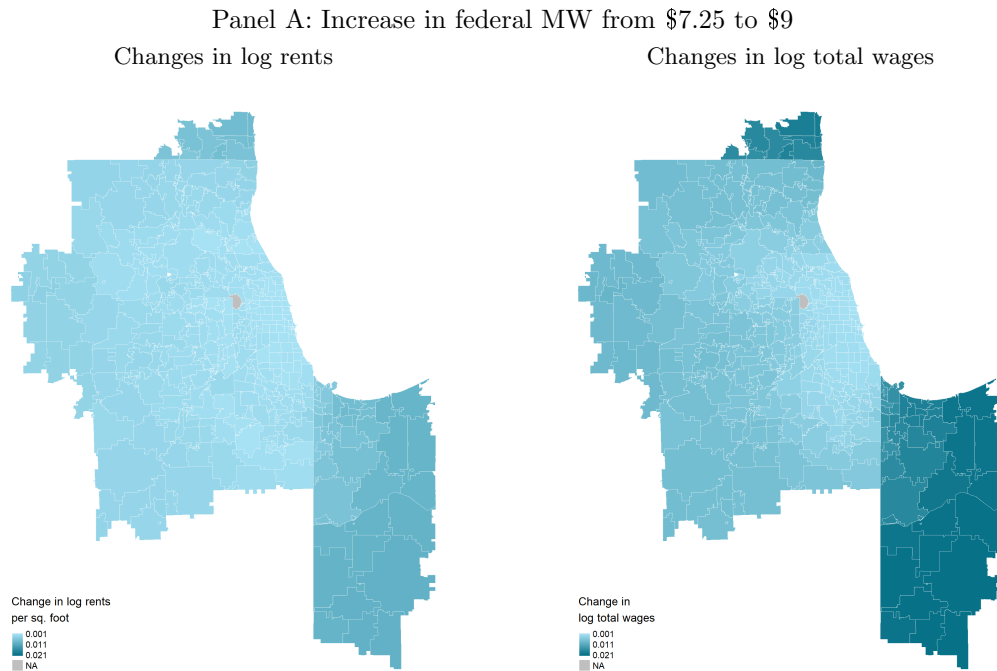 Panel A: Increase in federal MW from $7.25 to $9
Changes in log rents
Changes in log total wages
Change in log rents
per sq. foot
0.001
0.011
0.021
NA
Change in
log total wages
0.001
0.011
0.021
NA